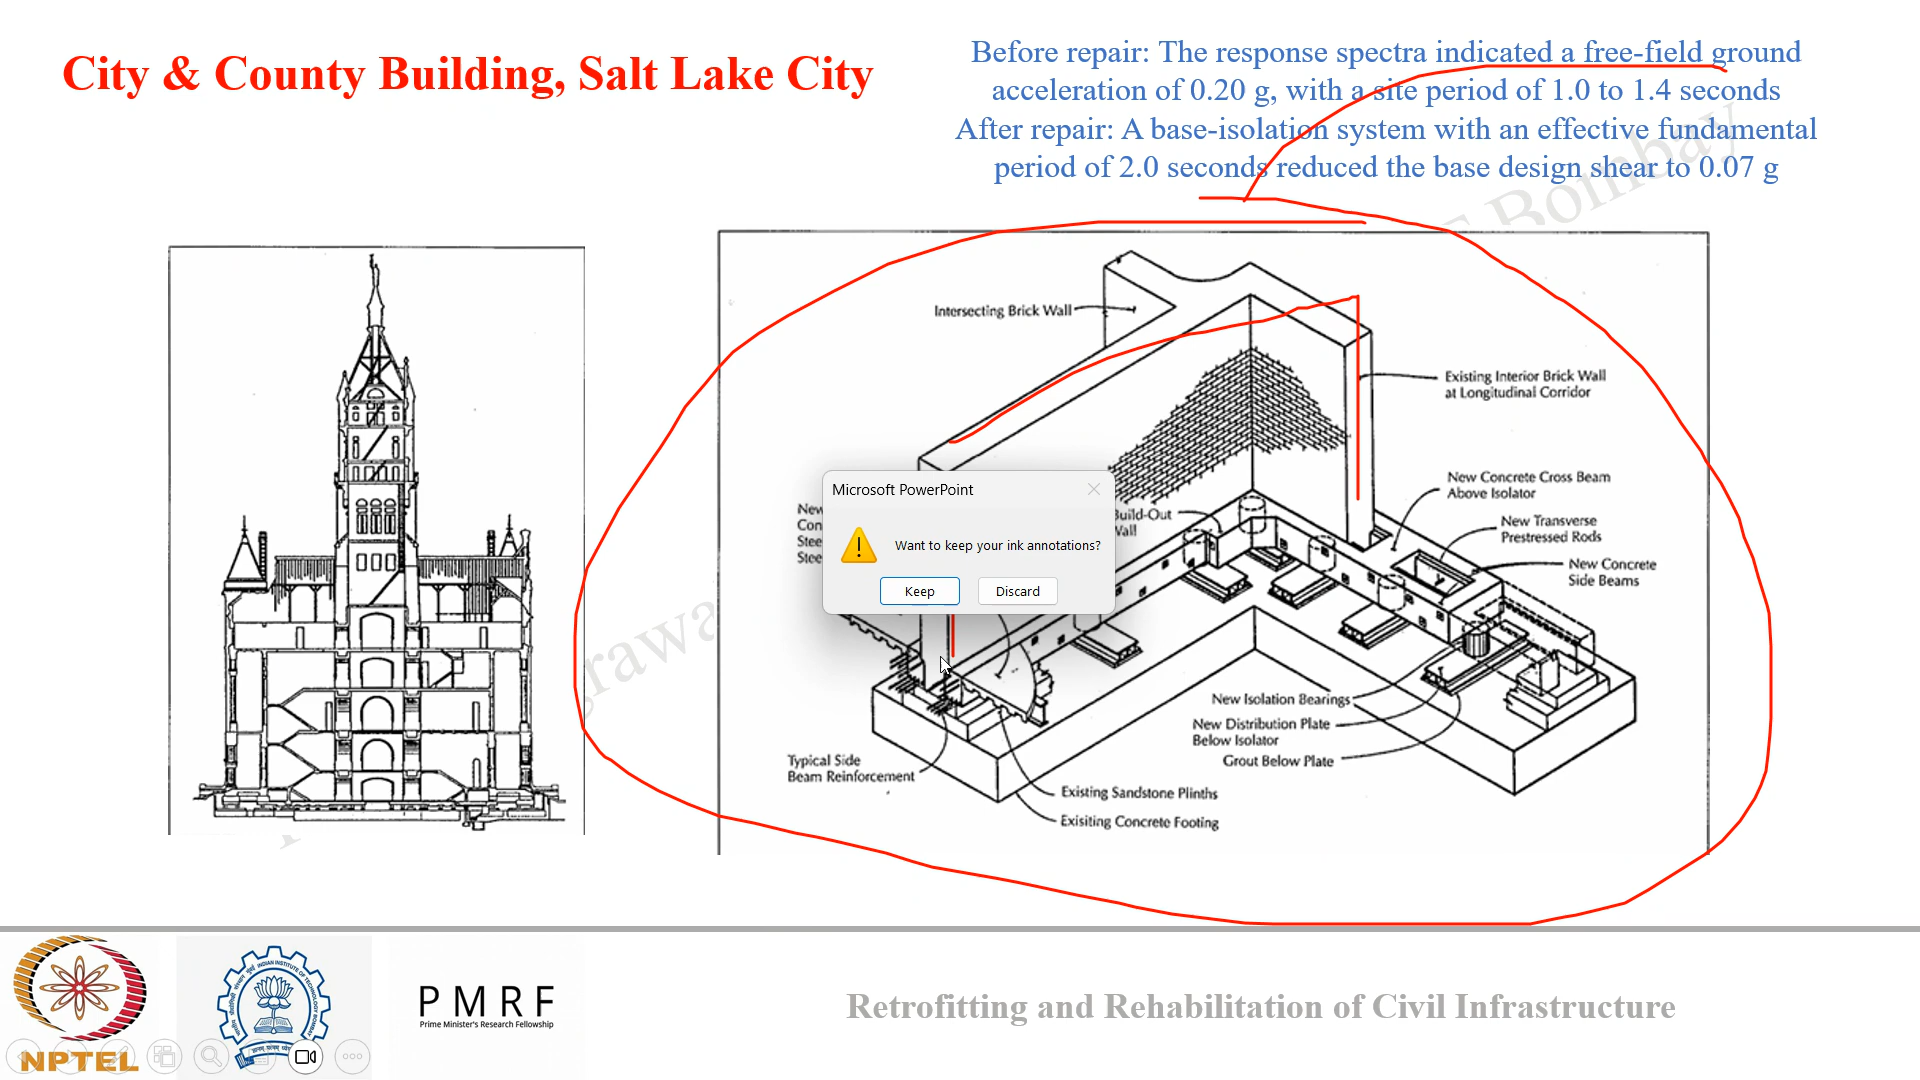 City & County Building, Salt Lake City
Before repair: The response spectra indicated a free-field ground
acceleration of 0.20 g, with a site period of 1.0 to 1.4 seconds
After repair: A base-isolation system with an effective fundamental
period of 2.0 seconds reduced the base design shear to 0.07 g
Bombay
Intersecting Brick Wall
Existing Interior Brick Wall
at Longitudinal Corridor
New Concrete Cross Beam
Above Isolator
New Transverse
Prestressed Rods
New Concrete
Side Beams
New
Build-Out
Microsoft PowerPoint
Want to keep your ink annotations?
Keep
Discard
New Isolation Bearings
New Distribution Plate
Below Isolator
Grout Below Plate
Typical Side
Beam Reinforcement
Existing Sandstone Plinths
Exisiting Concrete Footing
NPTEL
PMRF
Prime Minister's Research Fellowship
Retrofitting and Rehabilitation of Civil Infrastructure